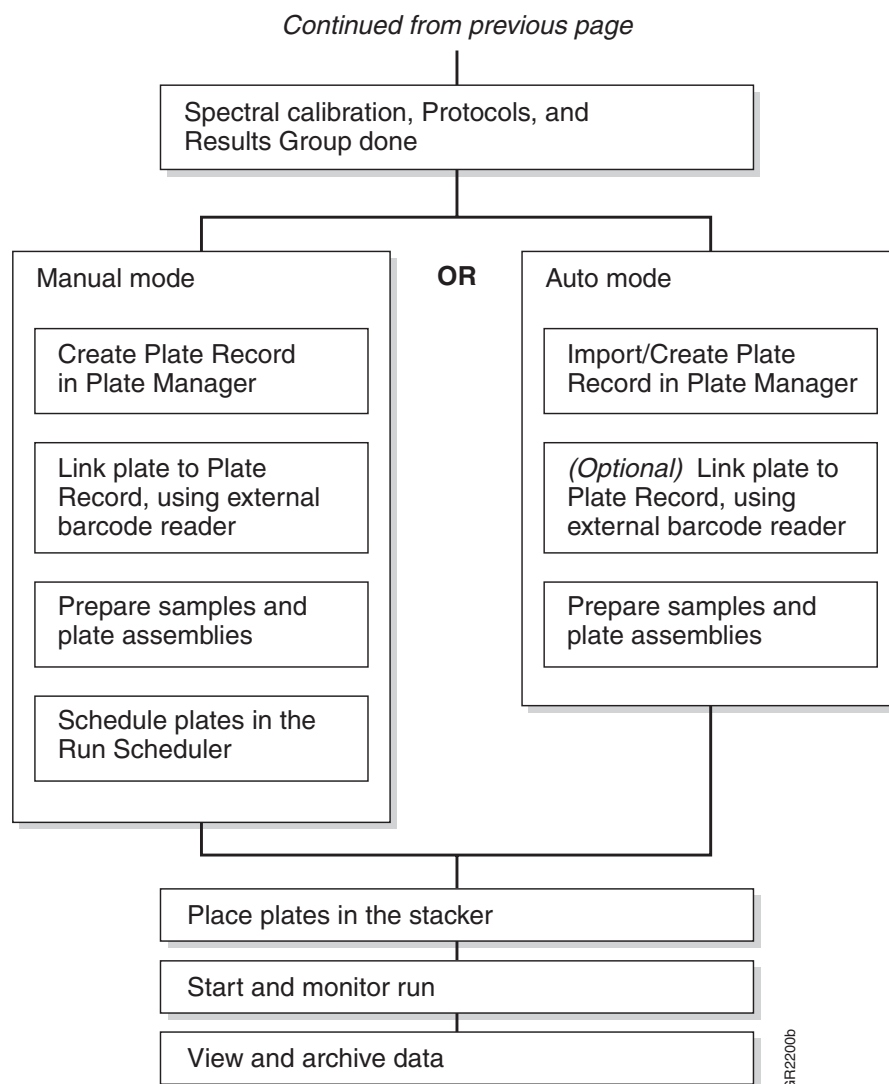 Continued from previous page
Spectral calibration, Protocols, and
Results Group done
Manual mode
Create Plate Record
in Plate Manager
Link plate to Plate
Record, using external
barcode reader
Prepare samples and
plate assemblies
Schedule plates in the
Run Scheduler
OR
Auto mode
Import/Create Plate
Record in Plate Manager
(Optional) Link plate to
Plate Record, using
external barcode reader
Prepare samples and
plate assemblies
Place plates in the stacker
Start and monitor run
View and archive data
GR2200b